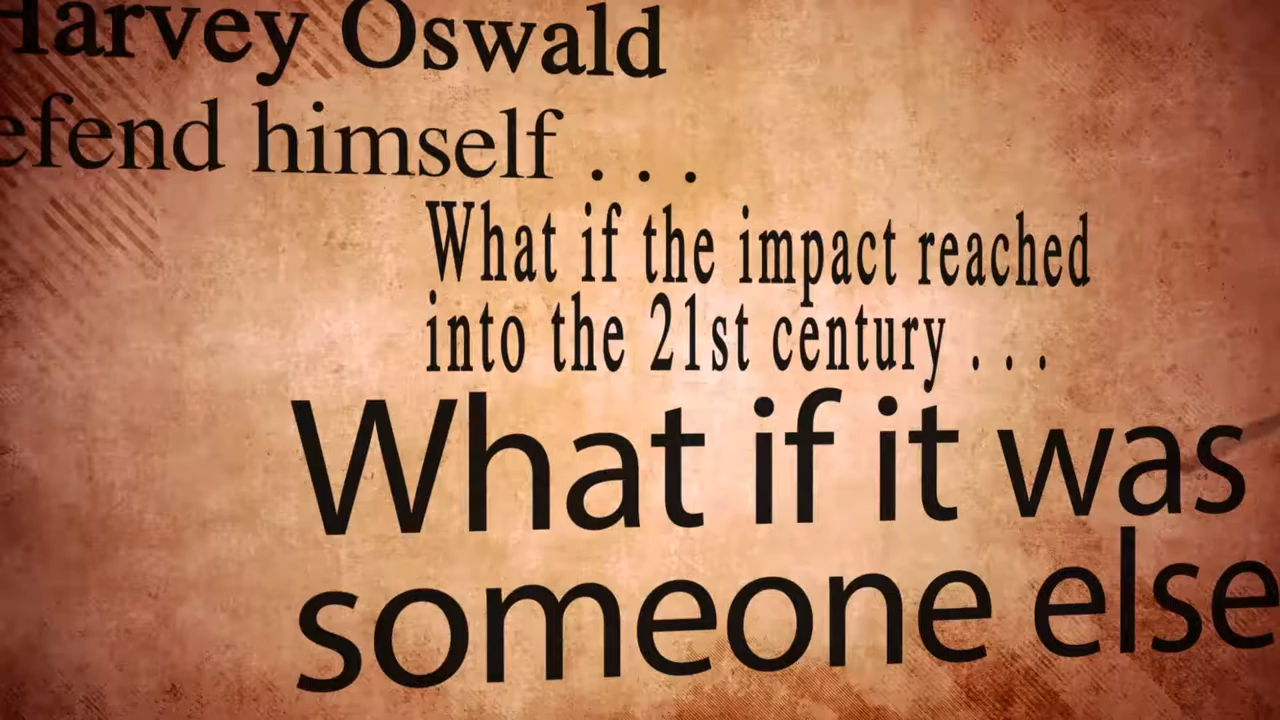 Harvey Oswald
efend himself . . .
What if the impact reached
into the 21st century . . .
What if it was
someone else